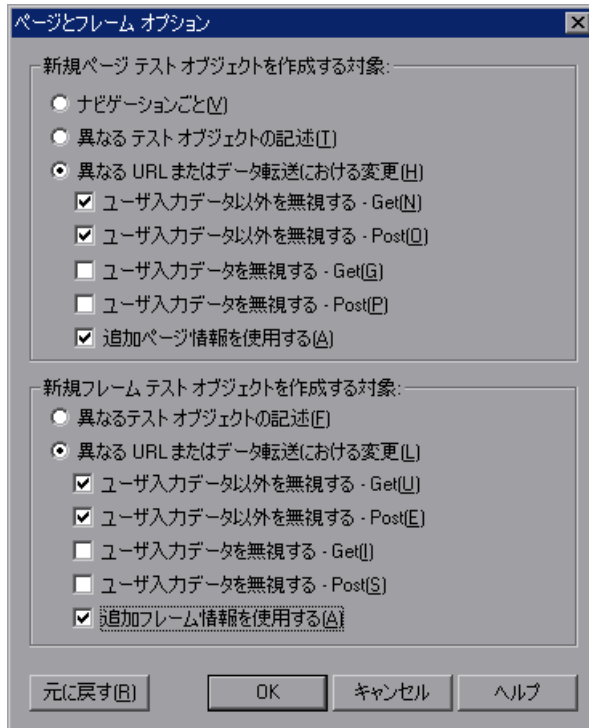 ページとフレーム オプション
新規ページ テスト オブジェクトを作成する対象:
ナビゲーションごと(V)
異なる テスト オブジェクトの記述(T)
異なる URL またはデータ転送における変更(H)
ユーザ入力データ以外を無視する - Get(N)
ユーザ入力データ以外を無視する - Post(O)
ユーザ入力データを無視する - Get(G)
ユーザ入力データを無視する - Post(P)
追加ページ情報を使用する(A)
新規フレーム テスト オブジェクトを作成する対象:
異なるテスト オブジェクトの記述(F)
異なる URL またはデータ転送における変更(L)
ユーザ入力データ以外を無視する - Get(U)
ユーザ入力データ以外を無視する - Post(E)
ユーザ入力データを無視する - Get(I)
ユーザ入力データを無視する - Post(S)
追加フレーム情報を使用する(A)
元に戻す(R) OK キャンセル ヘルプ